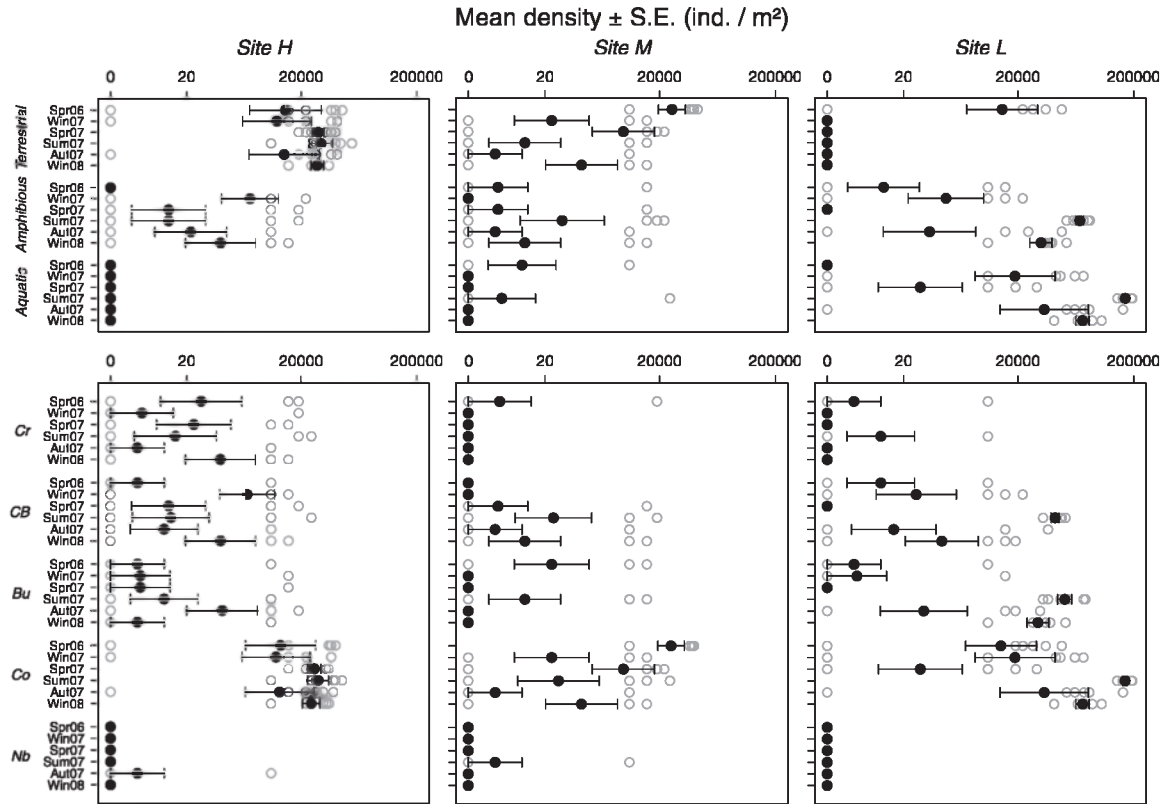 Mean density ± S.E. (ind. / m²)
Site H Site M Site L
0 20 20000 200000 0 20 20000 200000 0 20 20000 200000
Terrestrial
Spr06
Win07
Spr07
Sum07
Aut07
Win08
Amphibious
Spr06
Win07
Spr07
Sum07
Aut07
Win08
Aquatic
Spr06
Win07
Spr07
Sum07
Aut07
Win08
0 20 20000 200000 0 20 20000 200000 0 20 20000 200000
Cr
Spr06
Win07
Spr07
Sum07
Aut07
Win08
CB
Spr06
Win07
Spr07
Sum07
Aut07
Win08
Bu
Spr06
Win07
Spr07
Sum07
Aut07
Win08
Co
Spr06
Win07
Spr07
Sum07
Aut07
Win08
Nb
Spr06
Win07
Spr07
Sum07
Aut07
Win08